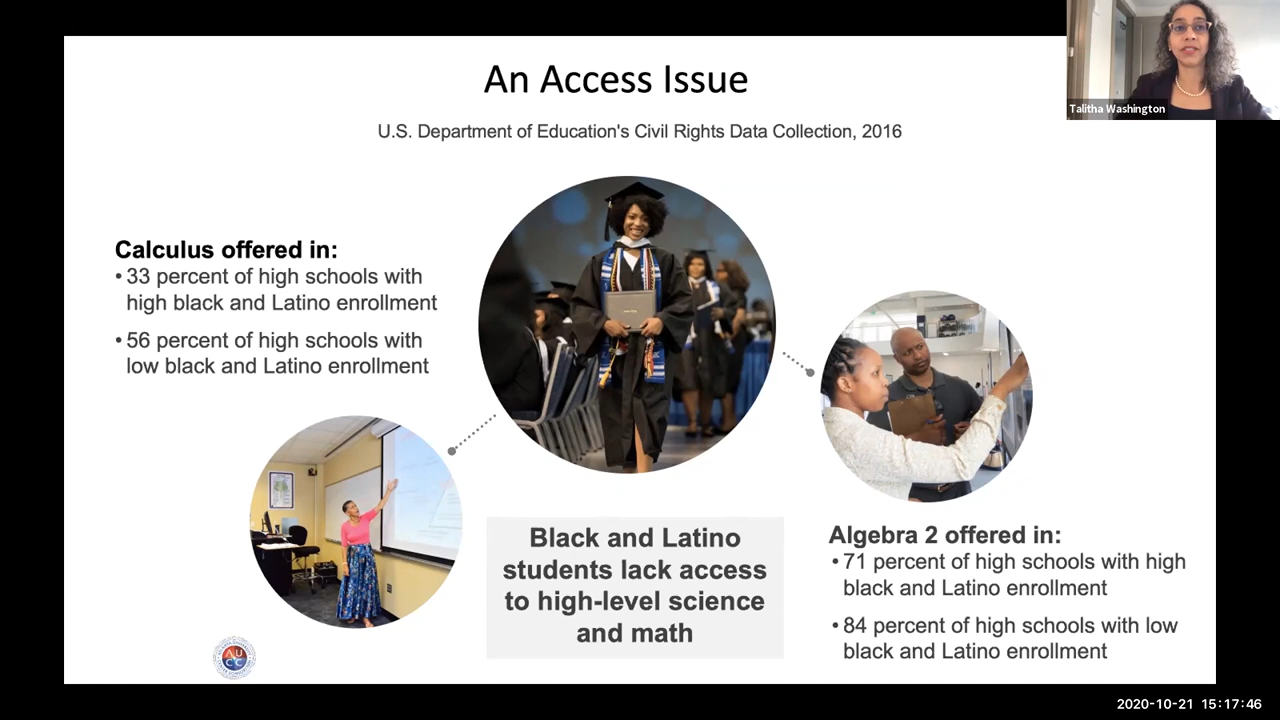 An Access Issue
U.S. Department of Education's Civil Rights Data Collection, 2016
Talitha Washington
Calculus offered in:
• 33 percent of high schools with
high black and Latino enrollment
• 56 percent of high schools with
low black and Latino enrollment
Black and Latino
students lack access
to high-level science
and math
Algebra 2 offered in:
• 71 percent of high schools with high
black and Latino enrollment
• 84 percent of high schools with low
black and Latino enrollment
AU
CC
2020-10-21 15:17:46